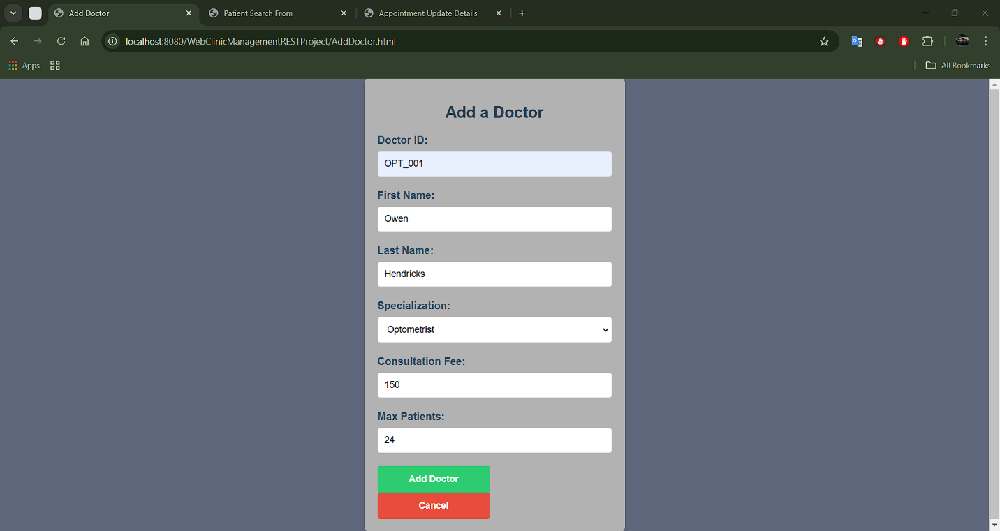 Add Doctor
Patient Search From
Appointment Update Details
localhost:8080/WebClinicManagementRESTProject/AddDoctor.html
Apps
All Bookmarks
Add a Doctor
Doctor ID:
OPT_001
First Name:
Owen
Last Name:
Hendricks
Specialization:
Optometrist
Consultation Fee:
150
Max Patients:
24
Add Doctor
Cancel